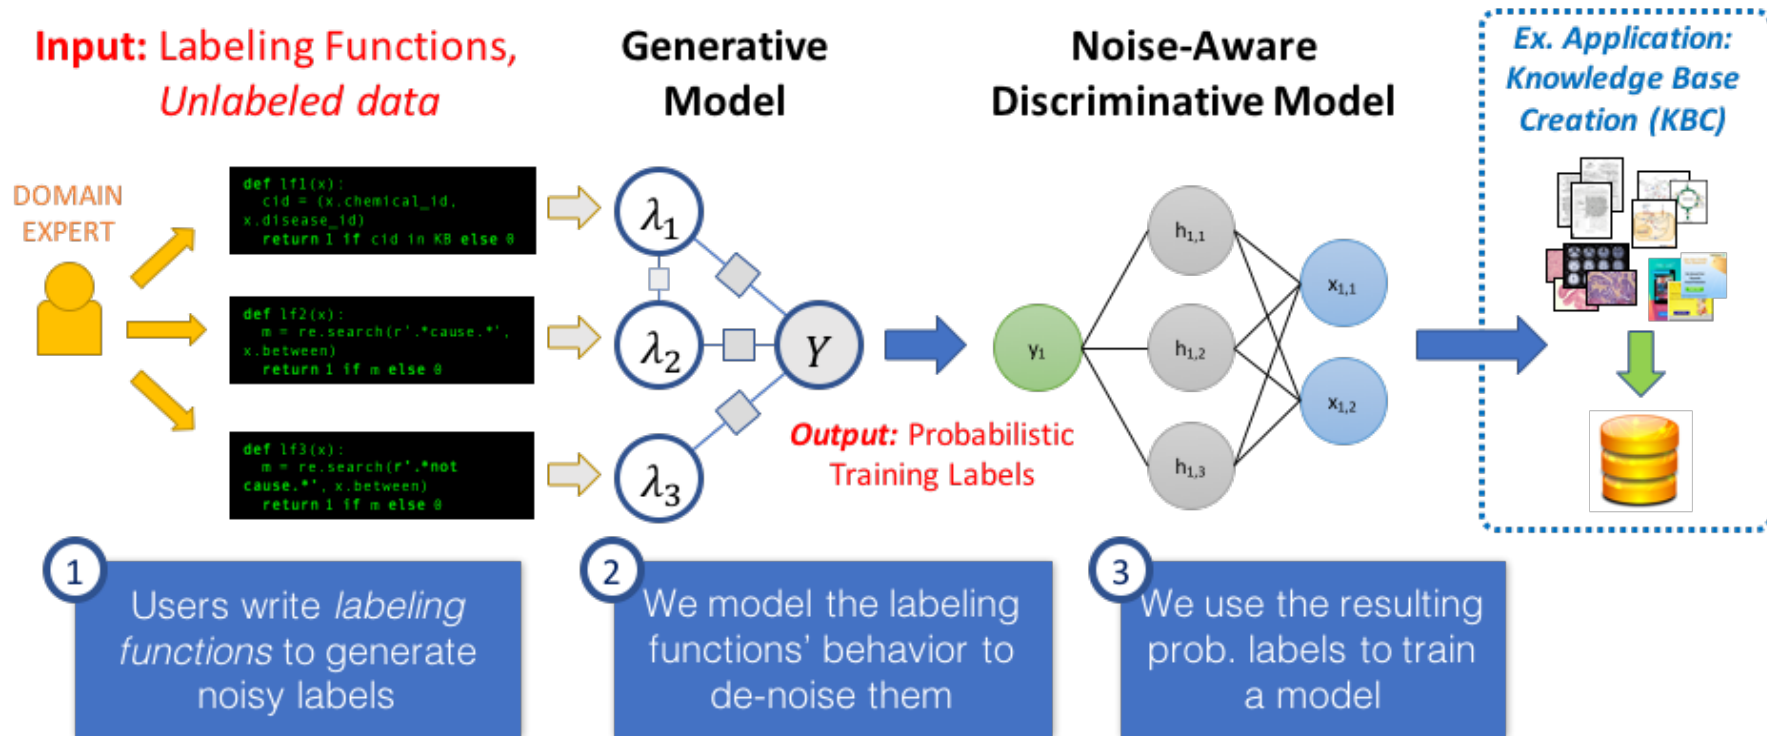 Input: Labeling Functions,
Unlabeled data
Generative
Model
Noise-Aware
Discriminative Model
Ex. Application:
Knowledge Base
Creation (KBC)
DOMAIN
EXPERT
def lf1(x):
cid = (x.chemical_id,
x.disease_id)
return 1 if cid in KB else 0
def lf2(x):
m = re.search(r'.*cause.*',
x.between)
return 1 if m else 0
def lf3(x):
m = re.search(r'.*not
cause.*', x.between)
return 1 if m else 0
λ1
λ2
λ3
Y
Output: Probabilistic
Training Labels
y1
h1,1
h1,2
h1,3
x1,1
x1,2
1
Users write labeling
functions to generate
noisy labels
2
We model the labeling
functions’ behavior to
de-noise them
3
We use the resulting
prob. labels to train
a model